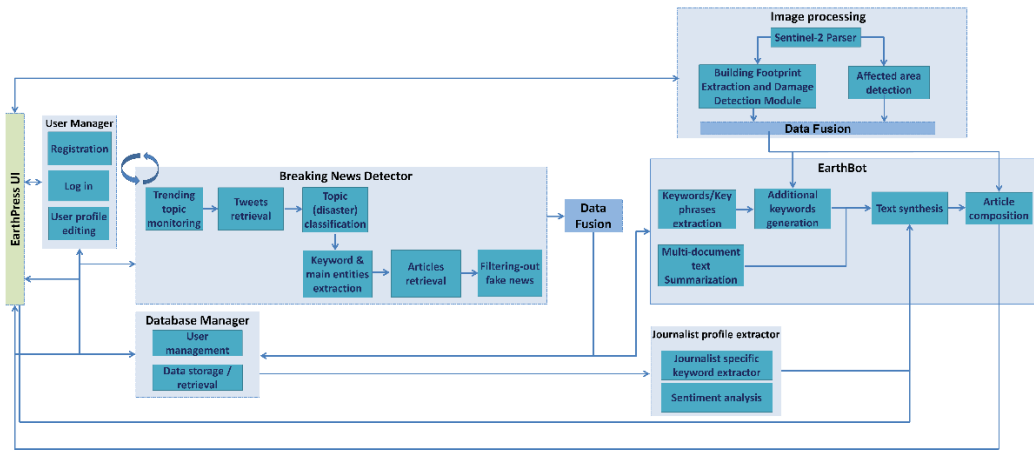 Image processing
Sentinel-2 Parser
Building Footprint
Extraction and Damage
Detection Module
Affected area
detection
Data Fusion
EarthPress UI
User Manager
Registration
Log in
User profile
editing
Breaking News Detector
Trending
topic
monitoring
Tweets
retrieval
Topic
(disaster)
classification
Keyword &
main entities
extraction
Articles
retrieval
Filtering-out
fake news
Data
Fusion
EarthBot
Keywords/Key
phrases
extraction
Additional
keywords
generation
Text synthesis
Article
composition
Multi-document
text
Summarization
Database Manager
User
management
Data storage /
retrieval
Journalist profile extractor
Journalist specific
keyword extractor
Sentiment analysis